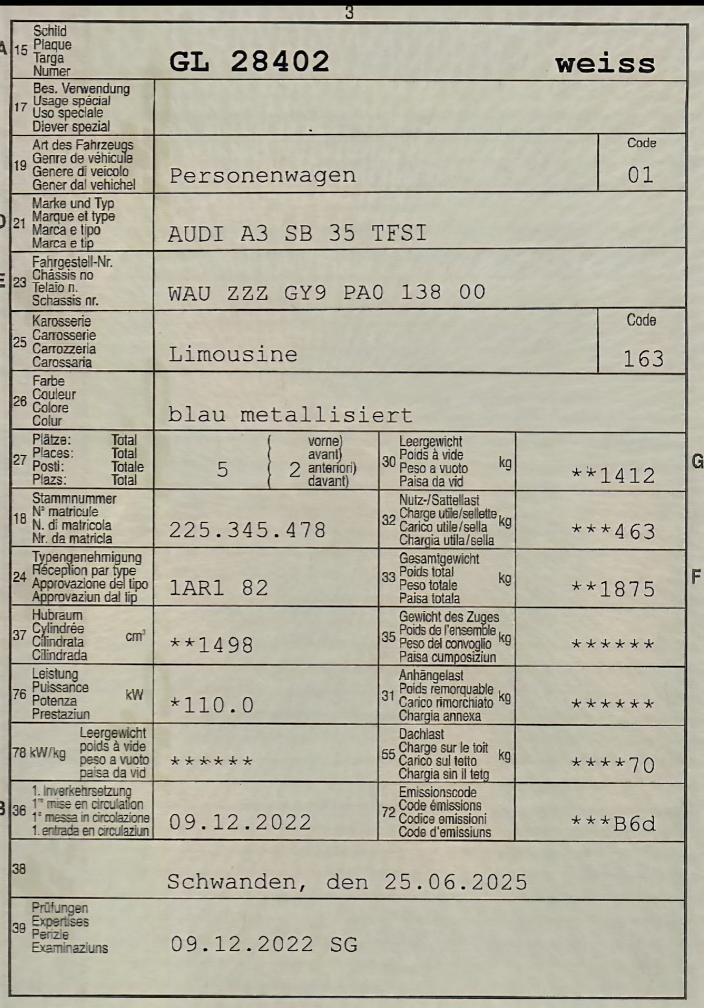 3
A 15 Schild
Plaque
Targa
Numer
GL 28402 weiss
17 Bes. Verwendung
Usage spécial
Uso speciale
Diever spezial
19 Art des Fahrzeugs
Genre de véhicule
Genere di veicolo
Gener dal vehichel
Personenwagen
Code
01
D 21 Marke und Typ
Marque et type
Marca e tipo
Marca e tip
AUDI A3 SB 35 TFSI
E 23 Fahrgestell-Nr.
Châssis no
Telaio n.
Schassis nr.
WAU ZZZ GY9 PA0 138 00
25 Karosserie
Carrosserie
Carrozzeria
Carossaria
Limousine
Code
163
26 Farbe
Couleur
Colore
Colur
blau metallisiert
27 Plätze: Total
Places: Total
Posti: Totale
Plazs: Total
5 ( 2 vorne)
( avant)
( anteriori)
( davant)
30 Leergewicht
Poids à vide
Peso a vuoto
Paisa da vid
kg
**1412
G
18 Stammnummer
N° matricule
N. di matricola
Nr. da matricla
225.345.478
32 Nutz-/Sattellast
Charge utile/sellette
Carico utile/sella
Chargia utila/sella
kg
***463
24 Typengenehmigung
Réception par type
Approvazione del tipo
Approvaziun dal tip
1AR1 82
33 Gesamtgewicht
Poids total
Peso totale
Paisa totala
kg
**1875
F
37 Hubraum
Cylindrée
Cilindrata
Cilindrada
cm³
**1498
35 Gewicht des Zuges
Poids de l'ensemble
Peso del convoglio
Paisa cumposiziun
kg
******
76 Leistung
Puissance
Potenza
Prestaziun
kW
*110.0
31 Anhängelast
Poids remorquable
Carico rimorchiato
Chargia annexa
kg
******
78 kW/kg Leergewicht
poids à vide
peso a vuoto
paisa da vid
******
55 Dachlast
Charge sur le toit
Carico sul tetto
Chargia sin il tetg
kg
****70
B 36 1. Inverkehrsetzung
1re mise en circulation
1a messa in circolazione
1. entrada en circulaziun
09.12.2022
72 Emissionscode
Code émissions
Codice emissioni
Code d'emissiuns
***B6d
38
Schwanden, den 25.06.2025
39 Prüfungen
Expertises
Perizie
Examinaziuns
09.12.2022 SG